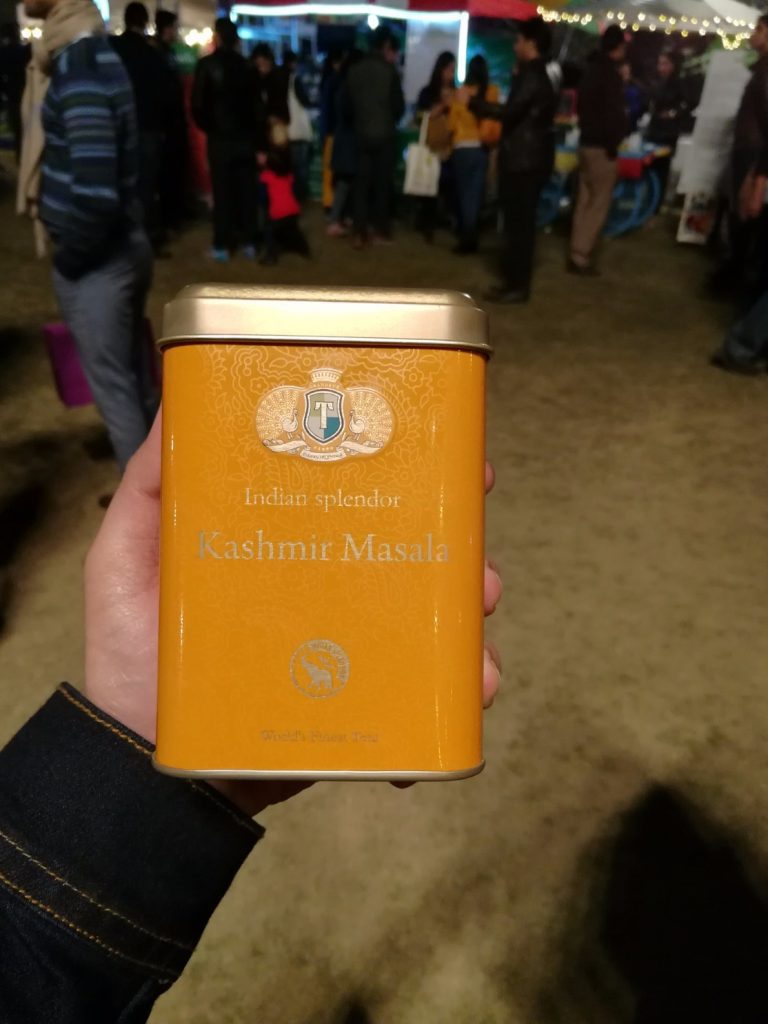 T
Indian splendor
Kashmir Masala
World's Finest Teas